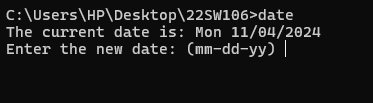 C:\Users\HP\Desktop\22SW106>date
The current date is: Mon 11/04/2024
Enter the new date: (mm-dd-yy)